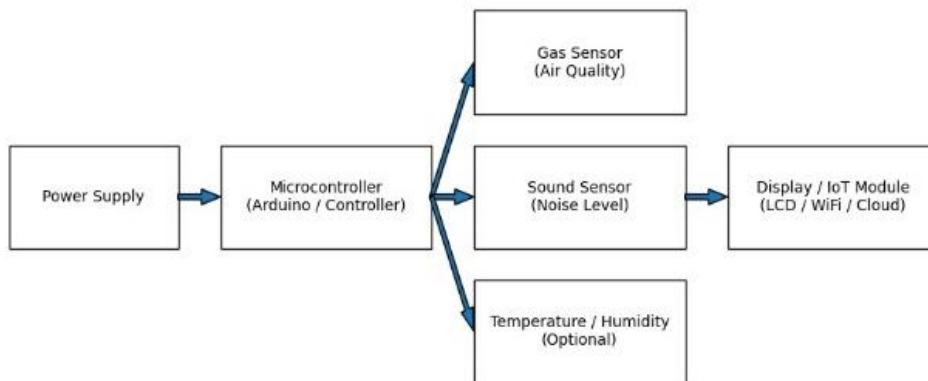 Gas Sensor
(Air Quality)
Power Supply
Microcontroller
(Arduino / Controller)
Sound Sensor
(Noise Level)
Display / IoT Module
(LCD / WiFi / Cloud)
Temperature / Humidity
(Optional)